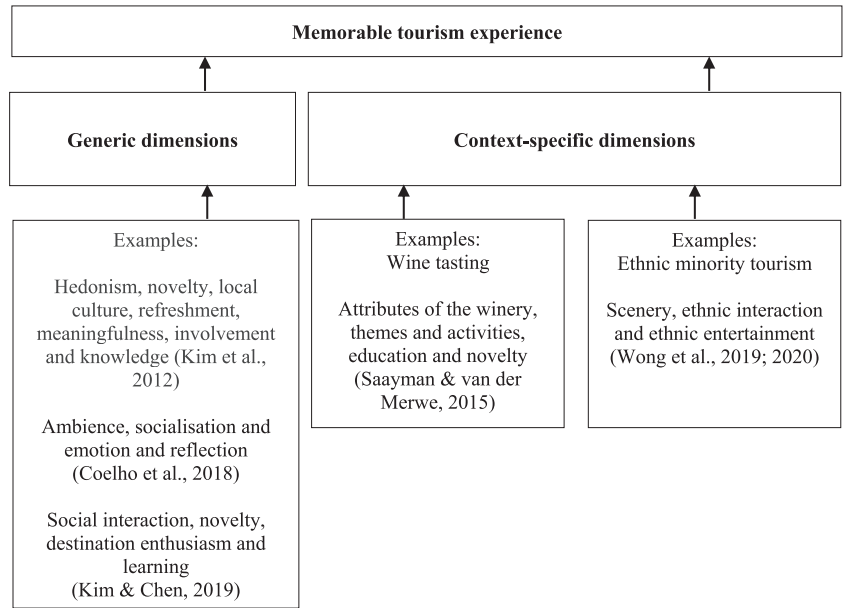 Memorable tourism experience
Generic dimensions
Context-specific dimensions
Examples:
Hedonism, novelty, local
culture, refreshment,
meaningfulness, involvement
and knowledge (Kim et al.,
2012)
Ambience, socialisation and
emotion and reflection
(Coelho et al., 2018)
Social interaction, novelty,
destination enthusiasm and
learning
(Kim & Chen, 2019)
Examples:
Wine tasting
Attributes of the winery,
themes and activities,
education and novelty
(Saayman & van der
Merwe, 2015)
Examples:
Ethnic minority tourism
Scenery, ethnic interaction
and ethnic entertainment
(Wong et al., 2019; 2020)